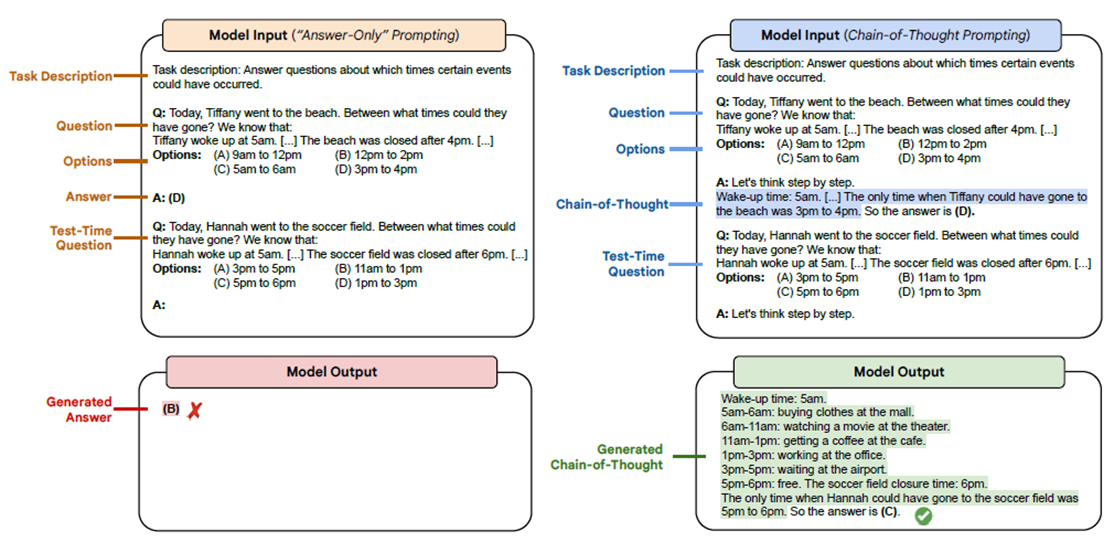 Model Input (“Answer-Only” Prompting)
Task Description
Task description: Answer questions about which times certain events
could have occurred.
Question
Q: Today, Tiffany went to the beach. Between what times could they
have gone? We know that:
Tiffany woke up at 5am. [...] The beach was closed after 4pm. [...]
Options
Options: (A) 9am to 12pm (B) 12pm to 2pm
(C) 5am to 6am (D) 3pm to 4pm
Answer
A: (D)
Test-Time
Question
Q: Today, Hannah went to the soccer field. Between what times could
they have gone? We know that:
Hannah woke up at 5am. [...] The soccer field was closed after 6pm. [...]
Options: (A) 3pm to 5pm (B) 11am to 1pm
(C) 5pm to 6pm (D) 1pm to 3pm
A:
Model Output
Generated
Answer
(B)
Model Input (Chain-of-Thought Prompting)
Task Description
Task description: Answer questions about which times certain events
could have occurred.
Question
Q: Today, Tiffany went to the beach. Between what times could they
have gone? We know that:
Tiffany woke up at 5am. [...] The beach was closed after 4pm. [...]
Options
Options: (A) 9am to 12pm (B) 12pm to 2pm
(C) 5am to 6am (D) 3pm to 4pm
A: Let's think step by step.
Chain-of-Thought
Wake-up time: 5am. [...] The only time when Tiffany could have gone to
the beach was 3pm to 4pm. So the answer is (D).
Test-Time
Question
Q: Today, Hannah went to the soccer field. Between what times could
they have gone? We know that:
Hannah woke up at 5am. [...] The soccer field was closed after 6pm. [...]
Options: (A) 3pm to 5pm (B) 11am to 1pm
(C) 5pm to 6pm (D) 1pm to 3pm
A: Let's think step by step.
Model Output
Generated
Chain-of-Thought
Wake-up time: 5am.
5am-6am: buying clothes at the mall.
6am-11am: watching a movie at the theater.
11am-1pm: getting a coffee at the cafe.
1pm-3pm: working at the office.
3pm-5pm: waiting at the airport.
5pm-6pm: free. The soccer field closure time: 6pm.
The only time when Hannah could have gone to the soccer field was
5pm to 6pm. So the answer is (C).